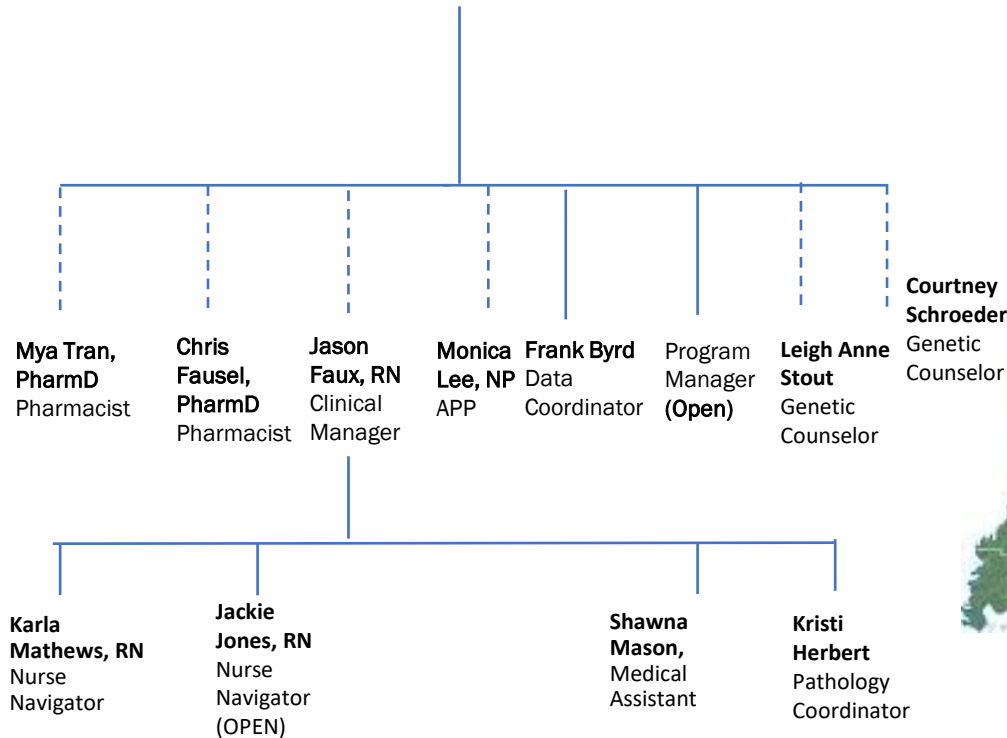 Mya Tran,
PharmD
Pharmacist
Chris
Fausel,
PharmD
Pharmacist
Jason
Faux, RN
Clinical
Manager
Monica
Lee, NP
APP
Frank Byrd
Data
Coordinator
Program
Manager
(Open)
Leigh Anne
Stout
Genetic
Counselor
Courtney
Schroeder
Genetic
Counselor
Karla
Mathews, RN
Nurse
Navigator
Jackie
Jones, RN
Nurse
Navigator
(OPEN)
Shawna
Mason,
Medical
Assistant
Kristi
Herbert
Pathology
Coordinator